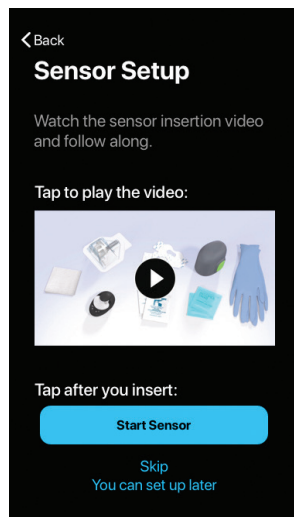 Back
Sensor Setup
Watch the sensor insertion video
and follow along.
Tap to play the video:
Tap after you insert:
Start Sensor
Skip
You can set up later